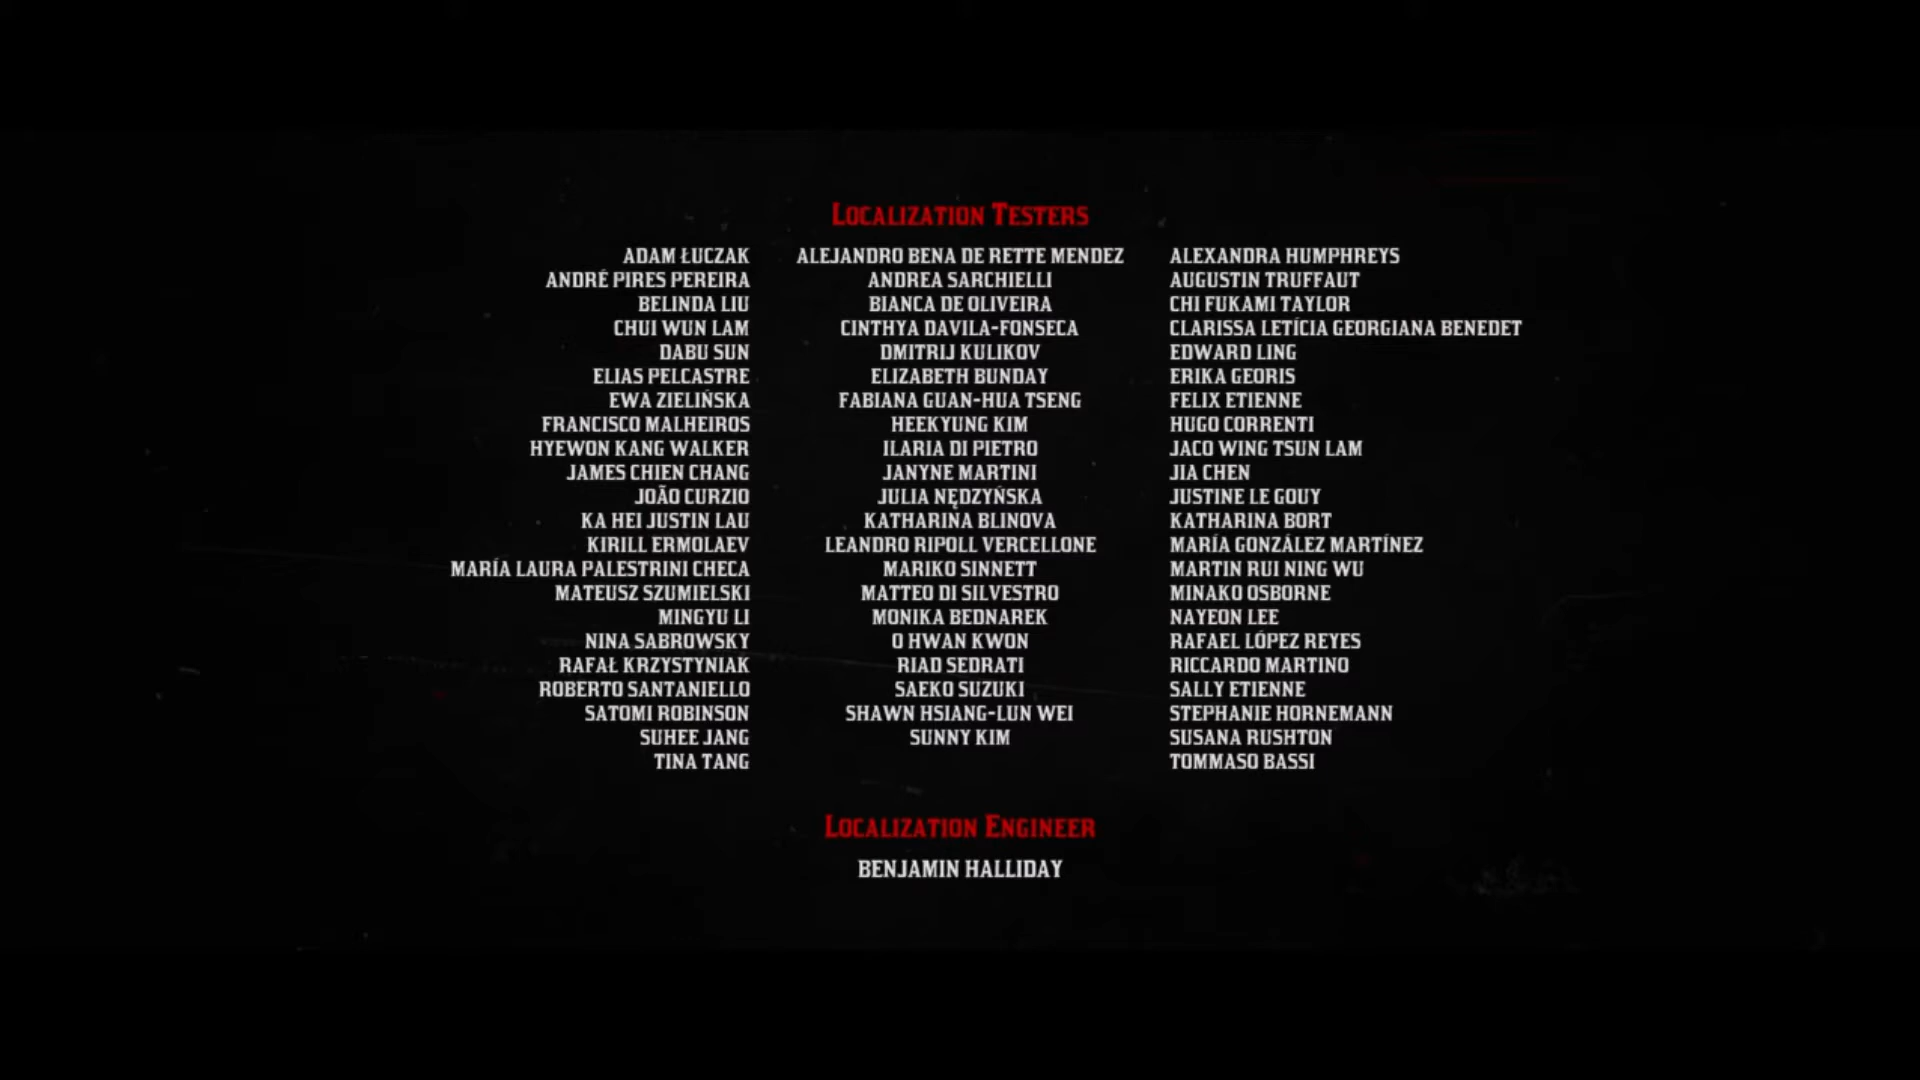 Localization Testers
ADAM ŁUCZAK ALEJANDRO BENA DE RETTE MENDEZ ALEXANDRA HUMPHREYS
ANDRÉ PIRES PEREIRA ANDREA SARCHIELLI AUGUSTIN TRUFFAUT
BELINDA LIU BIANCA DE OLIVEIRA CHI FUKAMI TAYLOR
CHUI WUN LAM CINTHYA DAVILA-FONSECA CLARISSA LETÍCIA GEORGIANA BENEDET
DABU SUN DMITRIJ KULIKOV EDWARD LING
ELIAS PELCASTRE ELIZABETH BUNDAY ERIKA GEORIS
EWA ZIELIŃSKA FABIANA GUAN-HUA TSENG FELIX ETIENNE
FRANCISCO MALHEIROS HEEKYUNG KIM HUGO CORRENTI
HYEWON KANG WALKER ILARIA DI PIETRO JACO WING TSUN LAM
JAMES CHIEN CHANG JANYNE MARTINI JIA CHEN
JOÃO CURZIO JULIA NĘDZYŃSKA JUSTINE LE GOUY
KA HEI JUSTIN LAU KATHARINA BLINOVA KATHARINA BORT
KIRILL ERMOLAEV LEANDRO RIPOLL VERCELLONE MARÍA GONZÁLEZ MARTÍNEZ
MARÍA LAURA PALESTRINI CHECA MARIKO SINNETT MARTIN RUI NING WU
MATEUSZ SZUMIELSKI MATTEO DI SILVESTRO MINAKO OSBORNE
MINGYU LI MONIKA BEDNAREK NAYEON LEE
NINA SABROWSKY O HWAN KWON RAFAEL LÓPEZ REYES
RAFAŁ KRZYSTYNIAK RIAD SEDRATI RICCARDO MARTINO
ROBERTO SANTANIELLO SAEKO SUZUKI SALLY ETIENNE
SATOMI ROBINSON SHAWN HSIANG-LUN WEI STEPHANIE HORNEMANN
SUHEE JANG SUNNY KIM SUSANA RUSHTON
TINA TANG TOMMASO BASSI
Localization Engineer
BENJAMIN HALLIDAY